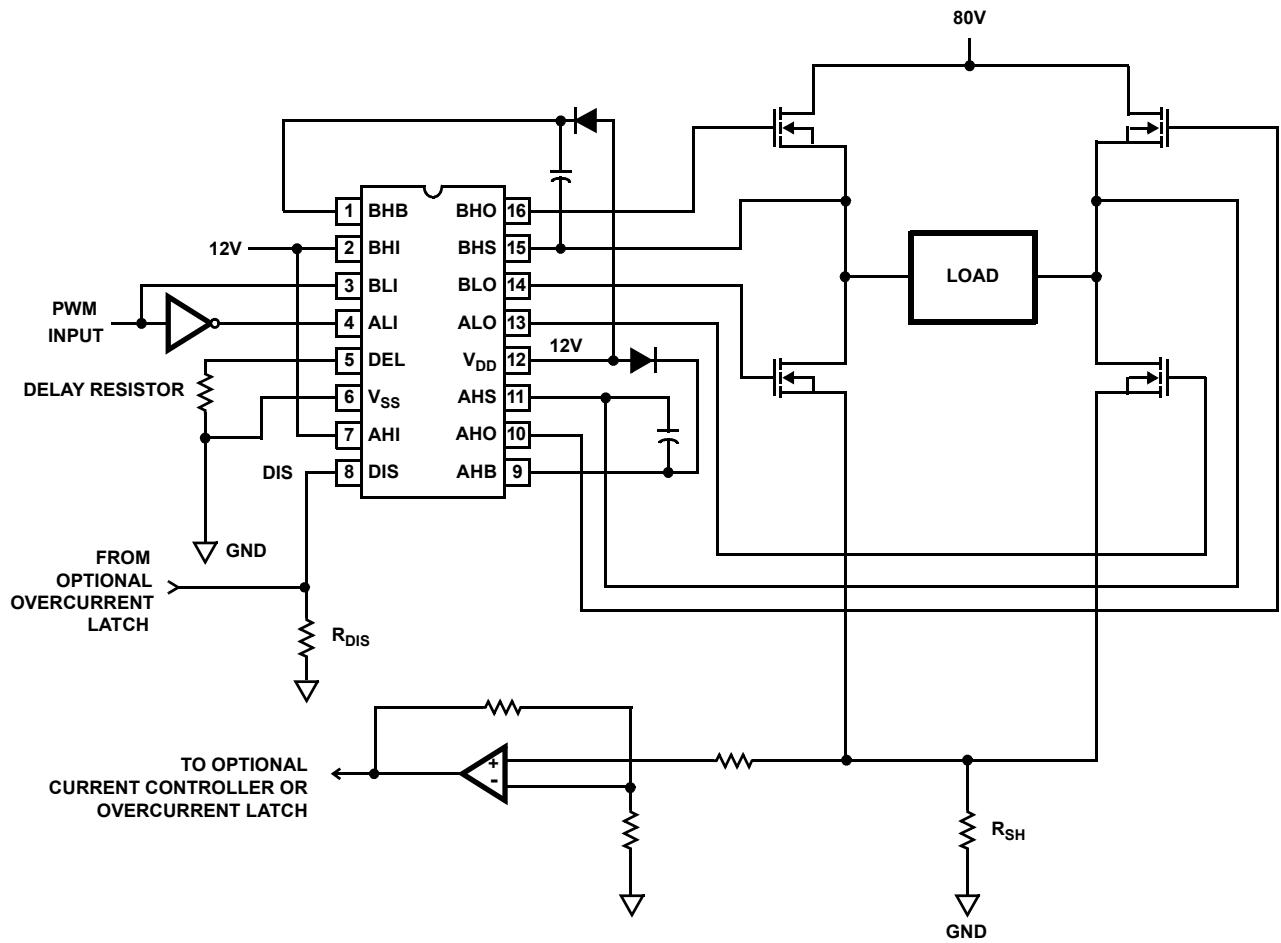 80V
1 BHB BHO 16
12V 2 BHI BHS 15
3 BLI BLO 14
PWM
INPUT
4 ALI ALO 13
12V
5 DEL VDD 12
DELAY RESISTOR
6 VSS AHS 11
7 AHI AHO 10
DIS 8 DIS AHB 9
LOAD
GND
FROM
OPTIONAL
OVERCURRENT
LATCH
RDIS
TO OPTIONAL
CURRENT CONTROLLER OR
OVERCURRENT LATCH
+
-
RSH
GND